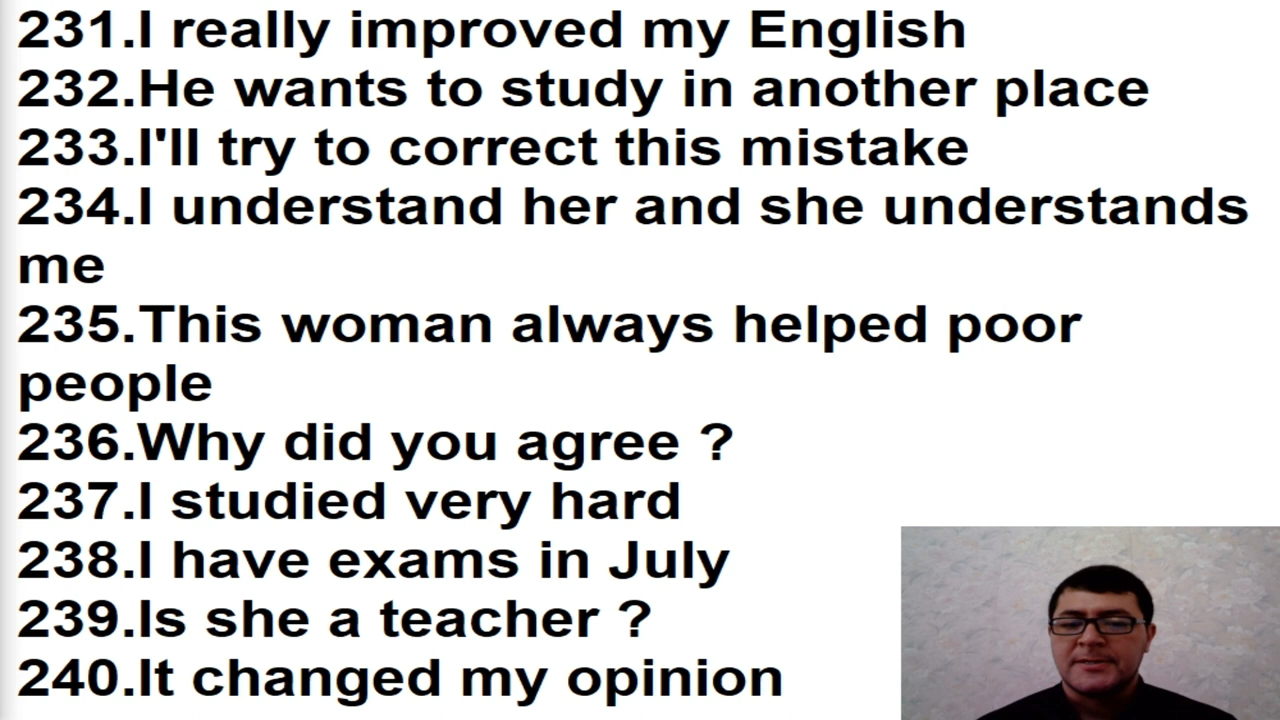 231.I really improved my English
232.He wants to study in another place
233.I'll try to correct this mistake
234.I understand her and she understands
me
235.This woman always helped poor
people
236.Why did you agree ?
237.I studied very hard
238.I have exams in July
239.Is she a teacher ?
240.It changed my opinion